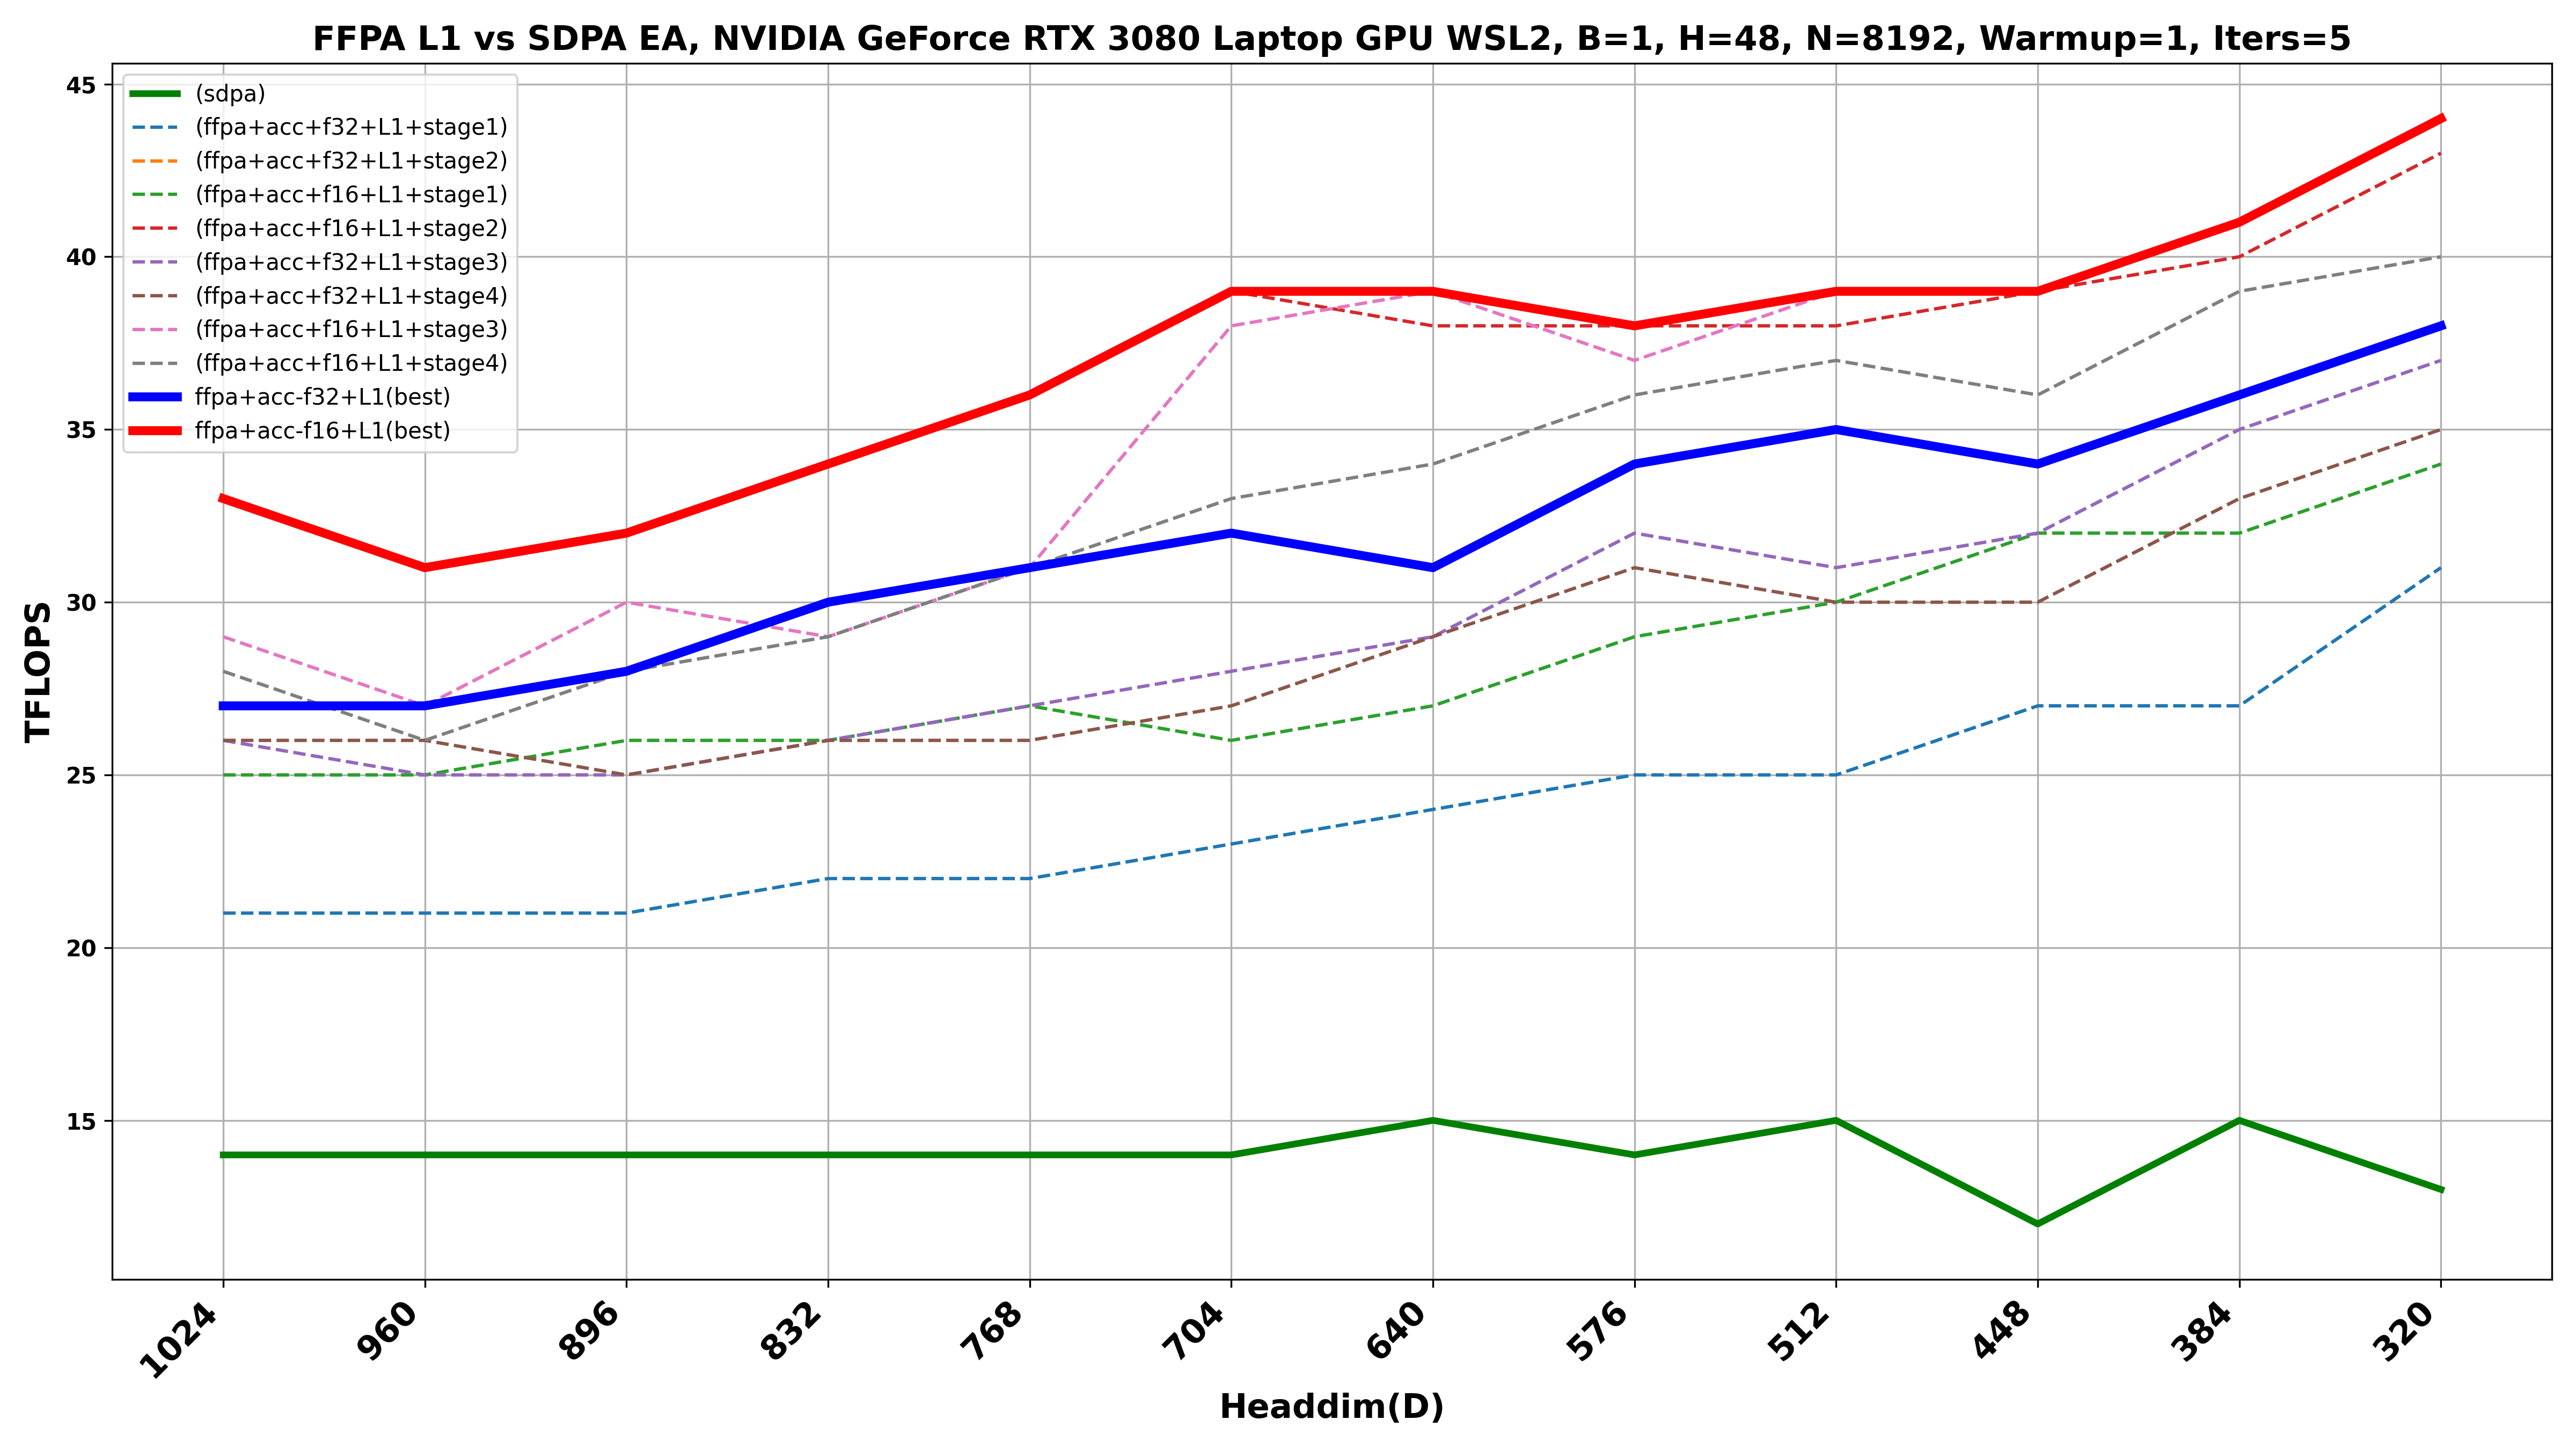 FFPA L1 vs SDPA EA, NVIDIA GeForce RTX 3080 Laptop GPU WSL2, B=1, H=48, N=8192, Warmup=1, Iters=5
(sdpa)
(ffpa+acc+f32+L1+stage1)
(ffpa+acc+f32+L1+stage2)
(ffpa+acc+f16+L1+stage1)
(ffpa+acc+f16+L1+stage2)
(ffpa+acc+f32+L1+stage3)
(ffpa+acc+f32+L1+stage4)
(ffpa+acc+f16+L1+stage3)
(ffpa+acc+f16+L1+stage4)
ffpa+acc-f32+L1(best)
ffpa+acc-f16+L1(best)
TFLOPS
45
40
35
30
25
20
15
1024 960 896 832 768 704 640 576 512 448 384 320
Headdim(D)